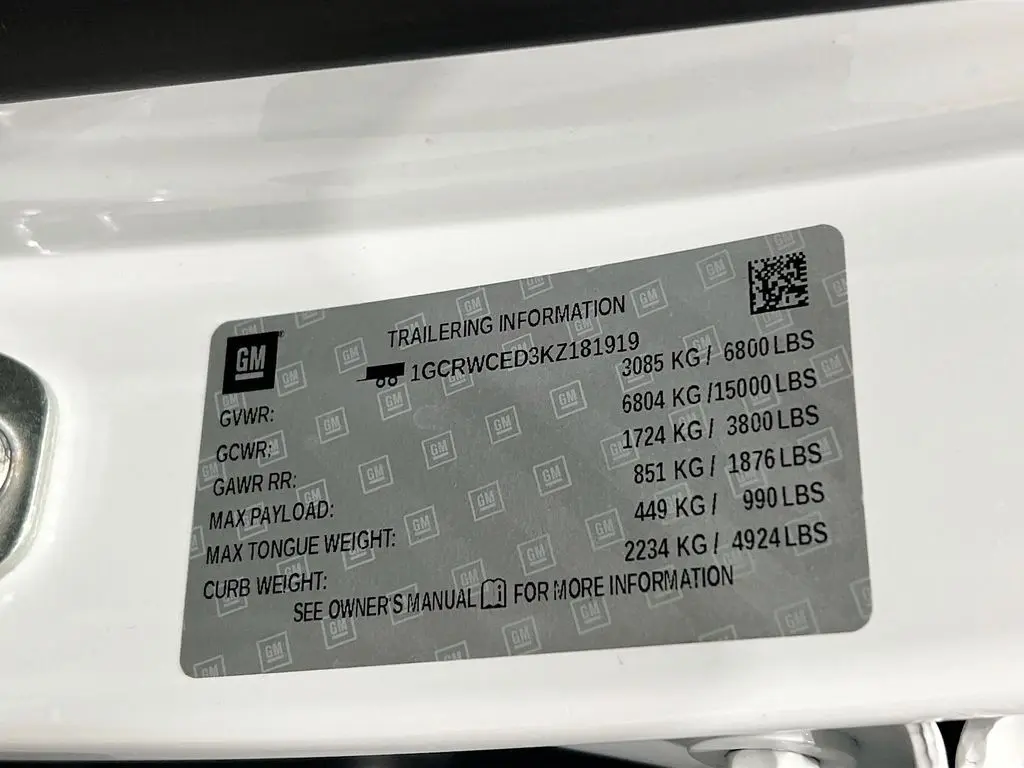 GM
TRAILERING INFORMATION
1GCRWCED3KZ181919
GVWR: 3085 KG / 6800 LBS
GCWR: 6804 KG /15000 LBS
GAWR RR: 1724 KG / 3800 LBS
MAX PAYLOAD: 851 KG / 1876 LBS
MAX TONGUE WEIGHT: 449 KG / 990 LBS
CURB WEIGHT: 2234 KG / 4924 LBS
SEE OWNER'S MANUAL FOR MORE INFORMATION